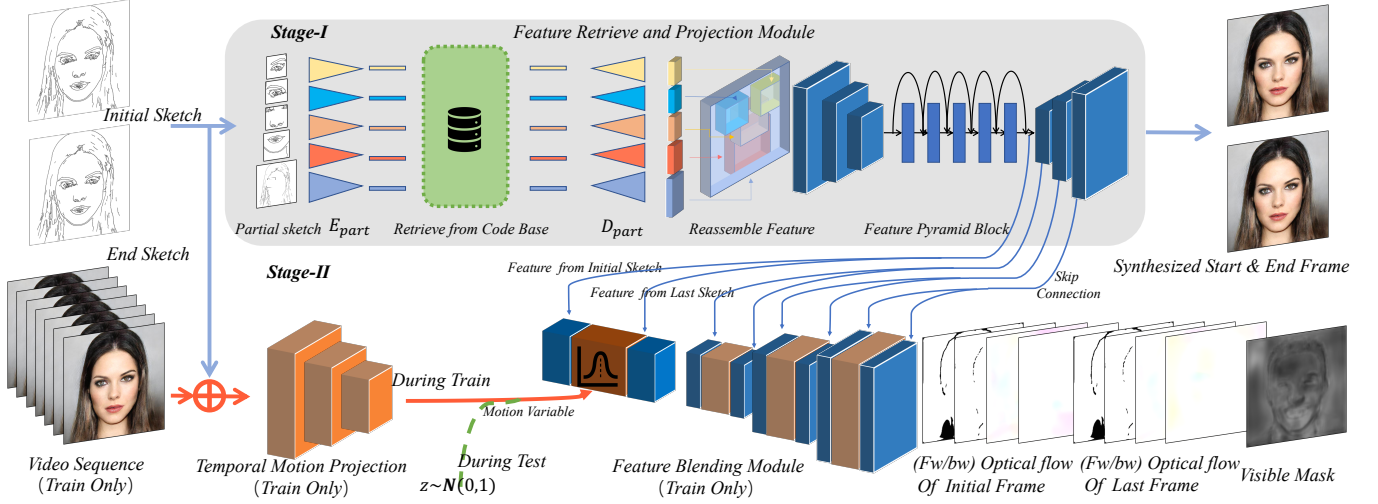 Stage-I
Feature Retrieve and Projection Module
Initial Sketch
Partial sketch
E_part
Retrieve from Code Base
D_part
Reassemble Feature
Feature Pyramid Block
End Sketch
Stage-II
Feature from Initial Sketch
Feature from Last Sketch
Skip
Connection
Synthesized Start & End Frame
During Train
Motion Variable
During Test
z~N(0,1)
Video Sequence
(Train Only)
Temporal Motion Projection
(Train Only)
Feature Blending Module
(Train Only)
(Fw/bw) Optical flow
Of Initial Frame
(Fw/bw) Optical flow
Of Last Frame
Visible Mask